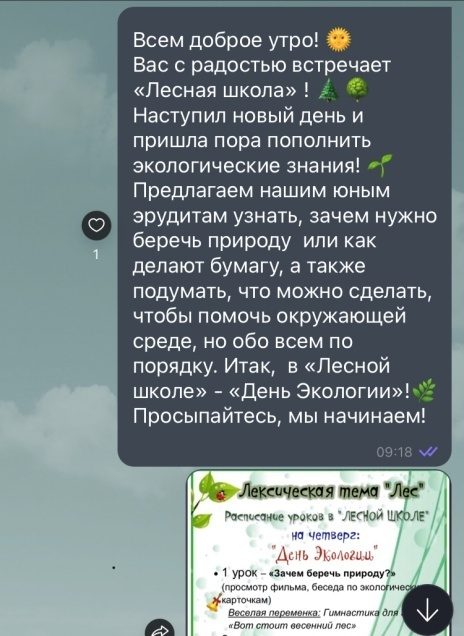 Всем доброе утро! 🌞
Вас с радостью встречает
«Лесная школа» ! 🌲🌳
Наступил новый день и
пришла пора пополнить
экологические знания! 🌱
Предлагаем нашим юным
эрудитам узнать, зачем нужно
беречь природу  или как
делают бумагу, а также
подумать, что можно сделать,
чтобы помочь окружающей
среде, но обо всем по
порядку. Итак,  в «Лесной
школе» - «День Экологии»!🌿
Просыпайтесь, мы начинаем!
1
09:18
Лексическая тема "Лес"
Расписание уроков в "ЛЕСНОЙ ШКОЛЕ"
на четверг:
"День Экологии"
• 1 урок – «Зачем беречь природу?»
(просмотр фильма, беседа по экологическ
карточкам)
Веселая переменка: Гимнастика для
«Вот стоит весенний лес»